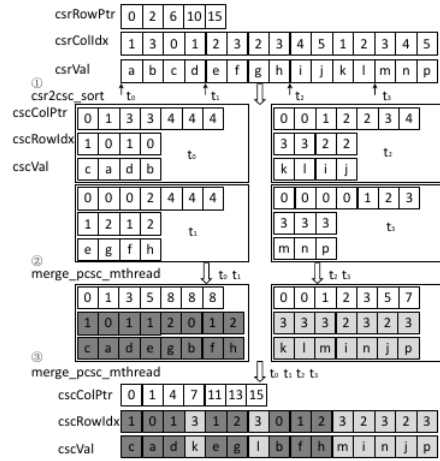 csrRowPtr 0 2 6 10 15
csrColIdx 1 3 0 1 2 3 2 3 4 5 1 2 3 4 5
csrVal a b c d e f g h i j k l m n p
①
csr2csc_sort t₀ t₁ t₂ t₃
cscColPtr 0 1 3 3 4 4 4 0 0 1 2 2 3 4
cscRowIdx 1 0 1 0 t₀ 3 3 2 2 t₂
cscVal c a d b k l i j
0 0 0 2 4 4 4 0 0 0 0 1 2 3
1 2 1 2 t₁ 3 3 3 t₃
e g f h m n p
②
merge_pcsc_mthread t₀ t₁ t₂ t₃
0 1 3 5 8 8 8 0 0 1 2 3 5 7
1 0 1 1 2 0 1 2 3 3 3 2 3 2 3
c a d e g b f h k l m i n j p
③
merge_pcsc_mthread t₀ t₁ t₂ t₃
cscColPtr 0 1 4 7 11 13 15
cscRowIdx 1 0 1 3 1 2 3 0 1 2 3 2 3 2 3
cscVal c a d k e g l b f h m i n j p